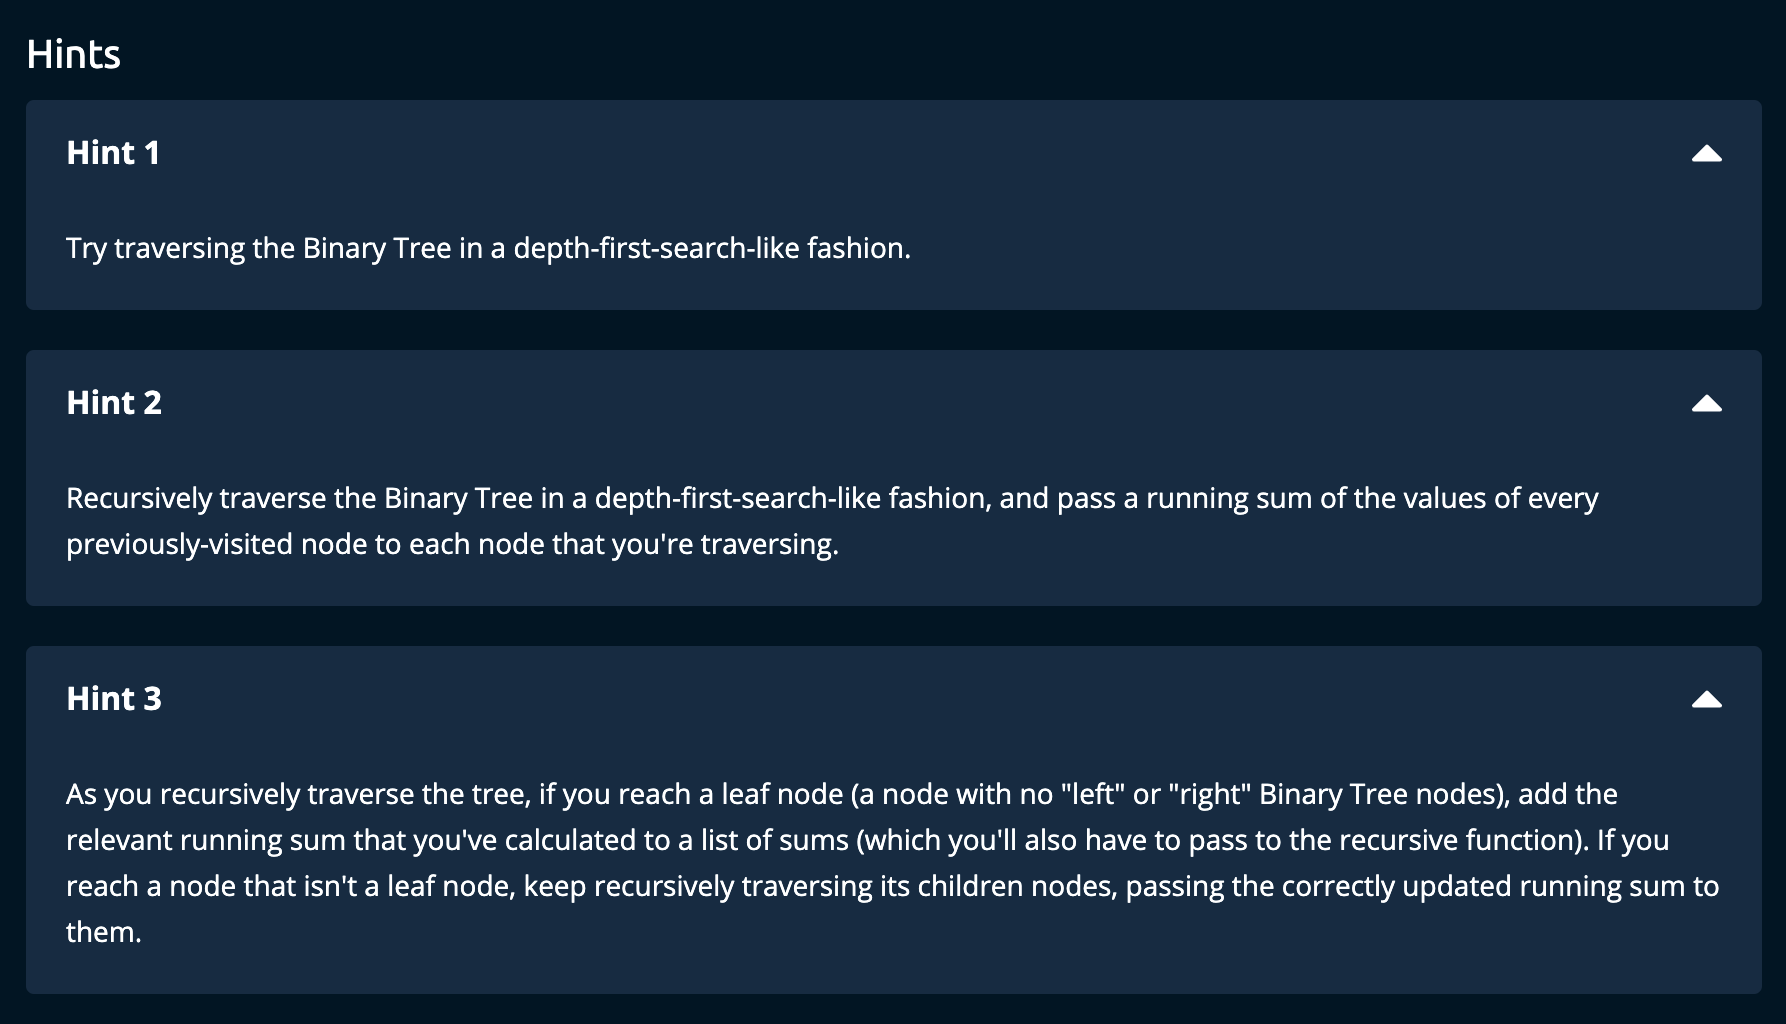 Hints
Hint 1
Try traversing the Binary Tree in a depth-first-search-like fashion.
Hint 2
Recursively traverse the Binary Tree in a depth-first-search-like fashion, and pass a running sum of the values of every
previously-visited node to each node that you're traversing.
Hint 3
As you recursively traverse the tree, if you reach a leaf node (a node with no "left" or "right" Binary Tree nodes), add the
relevant running sum that you've calculated to a list of sums (which you'll also have to pass to the recursive function). If you
reach a node that isn't a leaf node, keep recursively traversing its children nodes, passing the correctly updated running sum to
them.